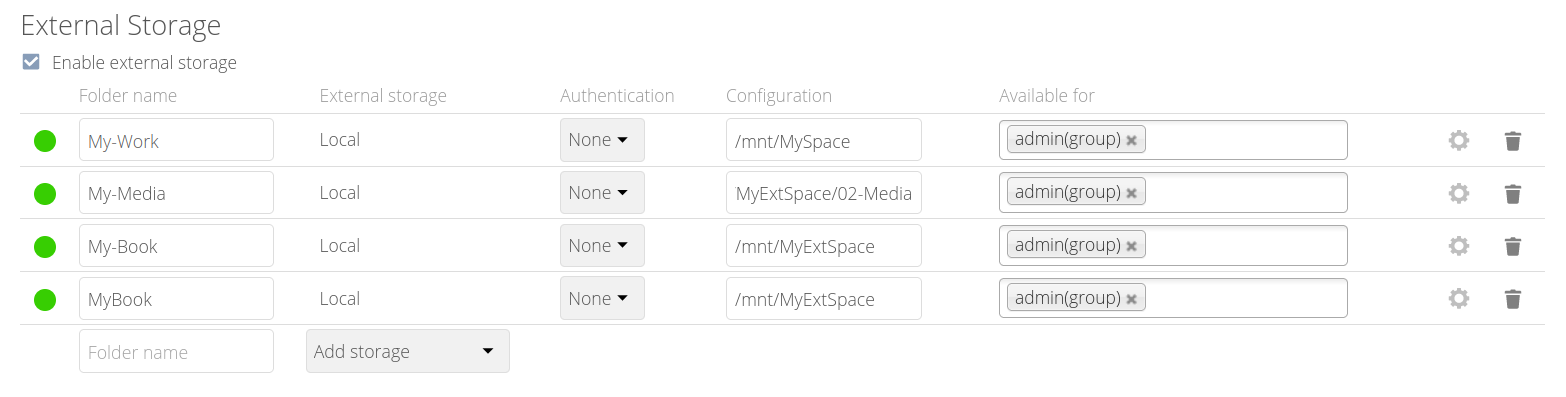 External Storage
Enable external storage
Folder name External storage Authentication Configuration Available for
My-Work Local None /mnt/MySpace admin(group)
My-Media Local None MyExtSpace/02-Media admin(group)
My-Book Local None /mnt/MyExtSpace admin(group)
MyBook Local None /mnt/MyExtSpace admin(group)
Folder name Add storage